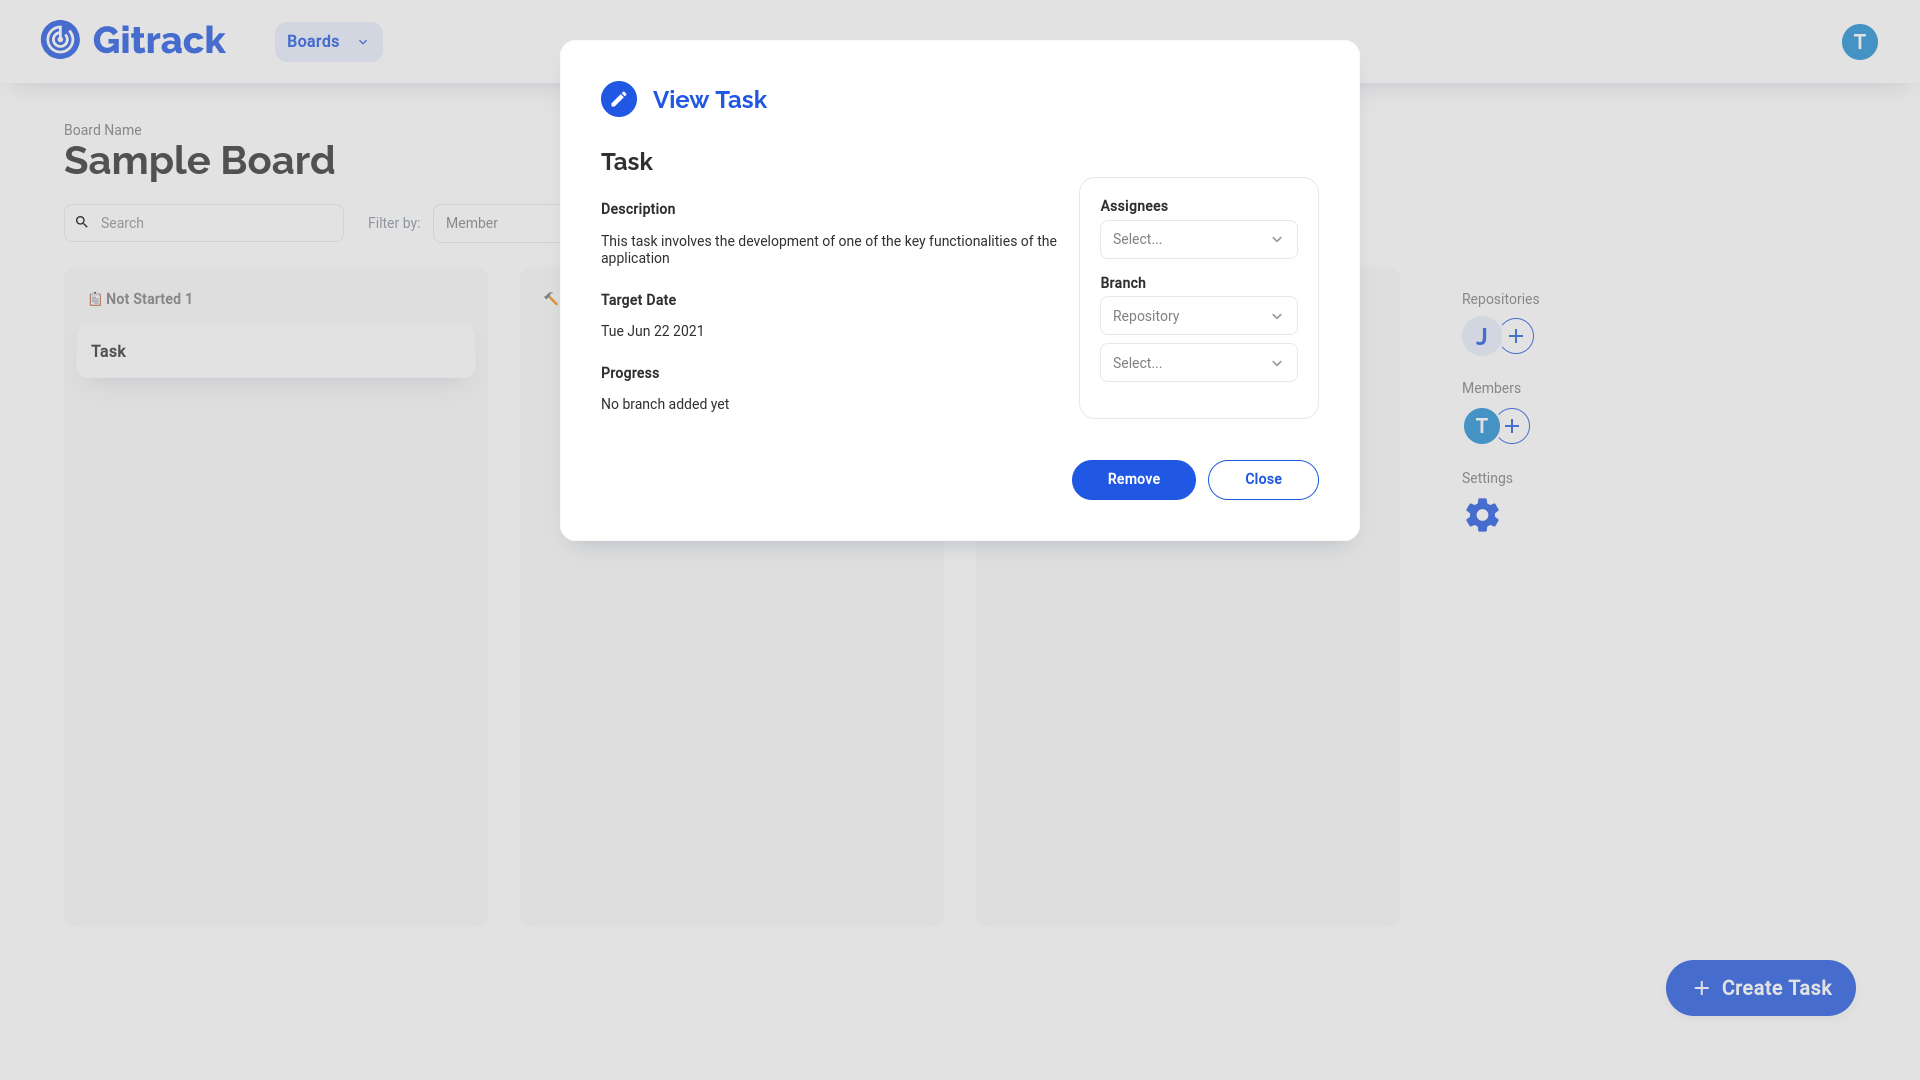 Gitrack
Boards
T
Board Name
Sample Board
Search
Filter by:
Member
Not Started 1
Task
View Task
Task
Description
This task involves the development of one of the key functionalities of the
application
Target Date
Tue Jun 22 2021
Progress
No branch added yet
Assignees
Select...
Branch
Repository
Select...
Remove
Close
Repositories
J
Members
T
Settings
Create Task